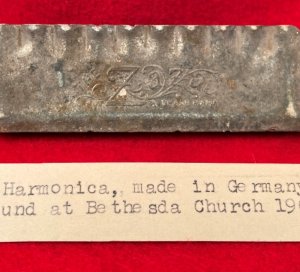 Harmonica,, made in Germany
und at Bethesda Church 19